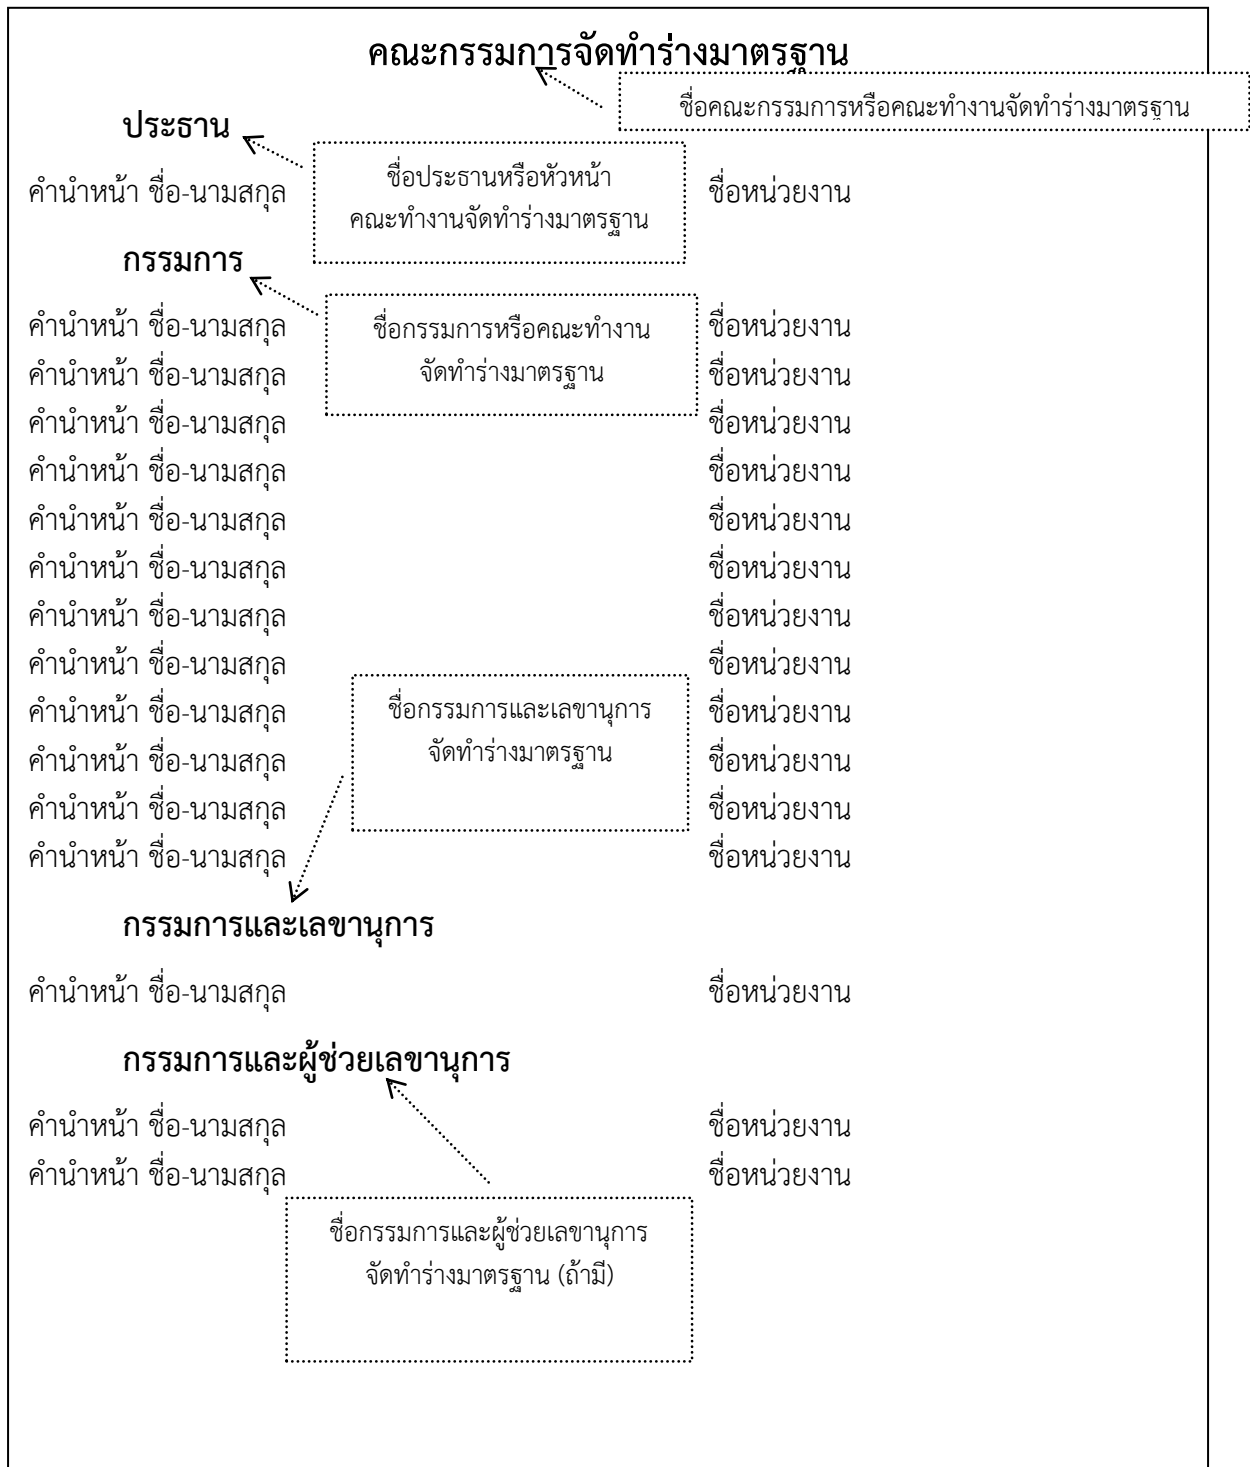 คณะกรรมการจัดทำร่างมาตรฐาน
ชื่อคณะกรรมการหรือคณะทำงานจัดทำร่างมาตรฐาน
ประธาน
ชื่อประธานหรือหัวหน้า
คณะทำงานจัดทำร่างมาตรฐาน
คำนำหน้า ชื่อ-นามสกุล ชื่อหน่วยงาน
กรรมการ
ชื่อกรรมการหรือคณะทำงาน
จัดทำร่างมาตรฐาน
คำนำหน้า ชื่อ-นามสกุล ชื่อหน่วยงาน
คำนำหน้า ชื่อ-นามสกุล ชื่อหน่วยงาน
คำนำหน้า ชื่อ-นามสกุล ชื่อหน่วยงาน
คำนำหน้า ชื่อ-นามสกุล ชื่อหน่วยงาน
คำนำหน้า ชื่อ-นามสกุล ชื่อหน่วยงาน
คำนำหน้า ชื่อ-นามสกุล ชื่อหน่วยงาน
คำนำหน้า ชื่อ-นามสกุล ชื่อหน่วยงาน
คำนำหน้า ชื่อ-นามสกุล ชื่อหน่วยงาน
คำนำหน้า ชื่อ-นามสกุล ชื่อหน่วยงาน
คำนำหน้า ชื่อ-นามสกุล ชื่อหน่วยงาน
คำนำหน้า ชื่อ-นามสกุล ชื่อหน่วยงาน
คำนำหน้า ชื่อ-นามสกุล ชื่อหน่วยงาน
ชื่อกรรมการและเลขานุการ
จัดทำร่างมาตรฐาน
กรรมการและเลขานุการ
คำนำหน้า ชื่อ-นามสกุล ชื่อหน่วยงาน
กรรมการและผู้ช่วยเลขานุการ
คำนำหน้า ชื่อ-นามสกุล ชื่อหน่วยงาน
คำนำหน้า ชื่อ-นามสกุล ชื่อหน่วยงาน
ชื่อกรรมการและผู้ช่วยเลขานุการ
จัดทำร่างมาตรฐาน (ถ้ามี)